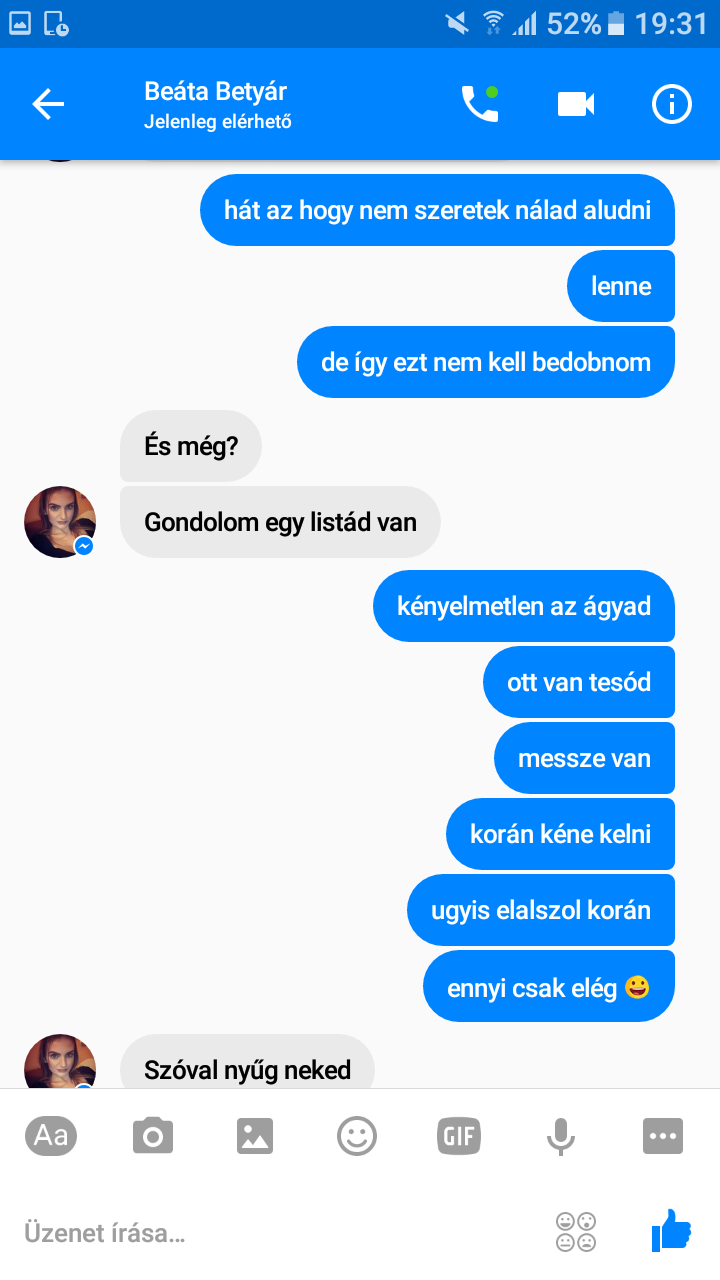 52% 19:31
Beáta Betyár
Jelenleg elérhető
hát az hogy nem szeretek nálad aludni
lenne
de így ezt nem kell bedobnom
És még?
Gondolom egy listád van
kényelmetlen az ágyad
ott van tesód
messze van
korán kéne kelni
ugyis elalszol korán
ennyi csak elég 😀
Szóval nyűg neked
Aa GIF
Üzenet írása...